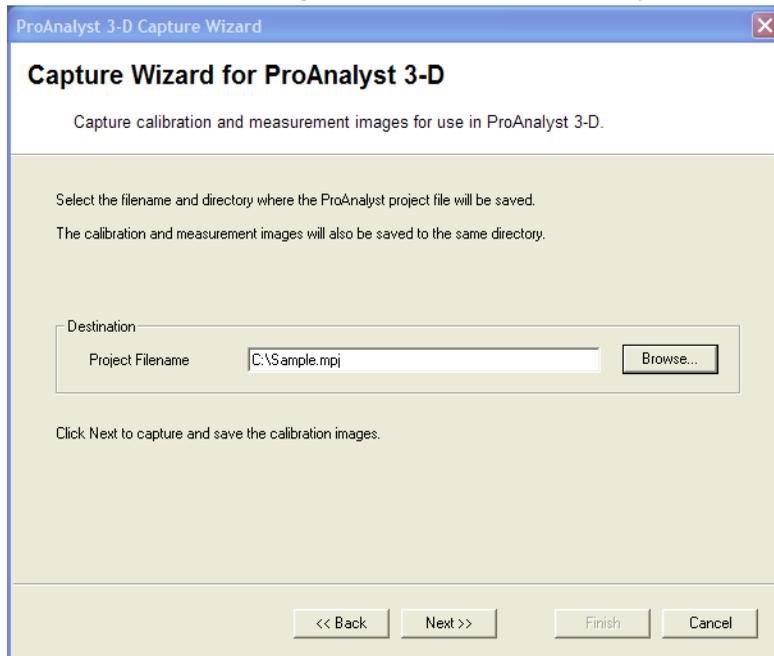 ProAnalyst 3-D Capture Wizard
Capture Wizard for ProAnalyst 3-D
Capture calibration and measurement images for use in ProAnalyst 3-D.
Select the filename and directory where the ProAnalyst project file will be saved.
The calibration and measurement images will also be saved to the same directory.
Destination
Project Filename C:\Sample.mpj Browse...
Click Next to capture and save the calibration images.
<< Back Next >> Finish Cancel